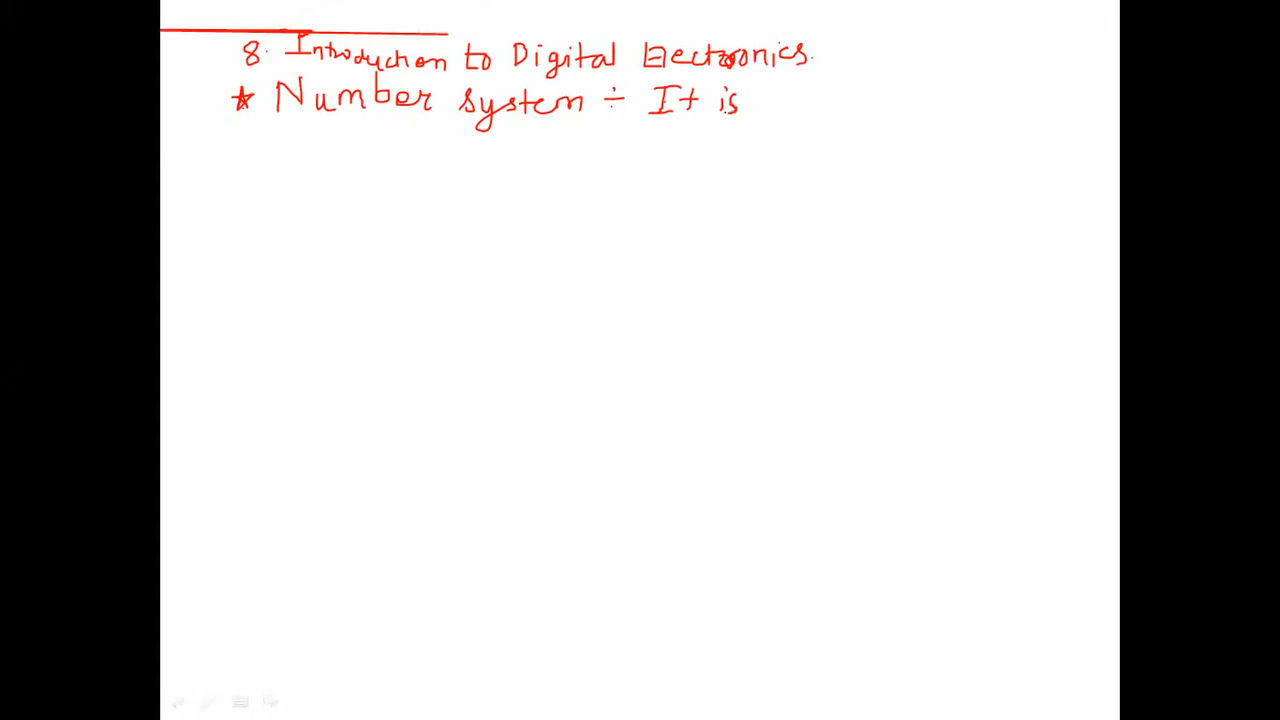 8. Introduction to Digital Electronics.
* Number system ÷ It is